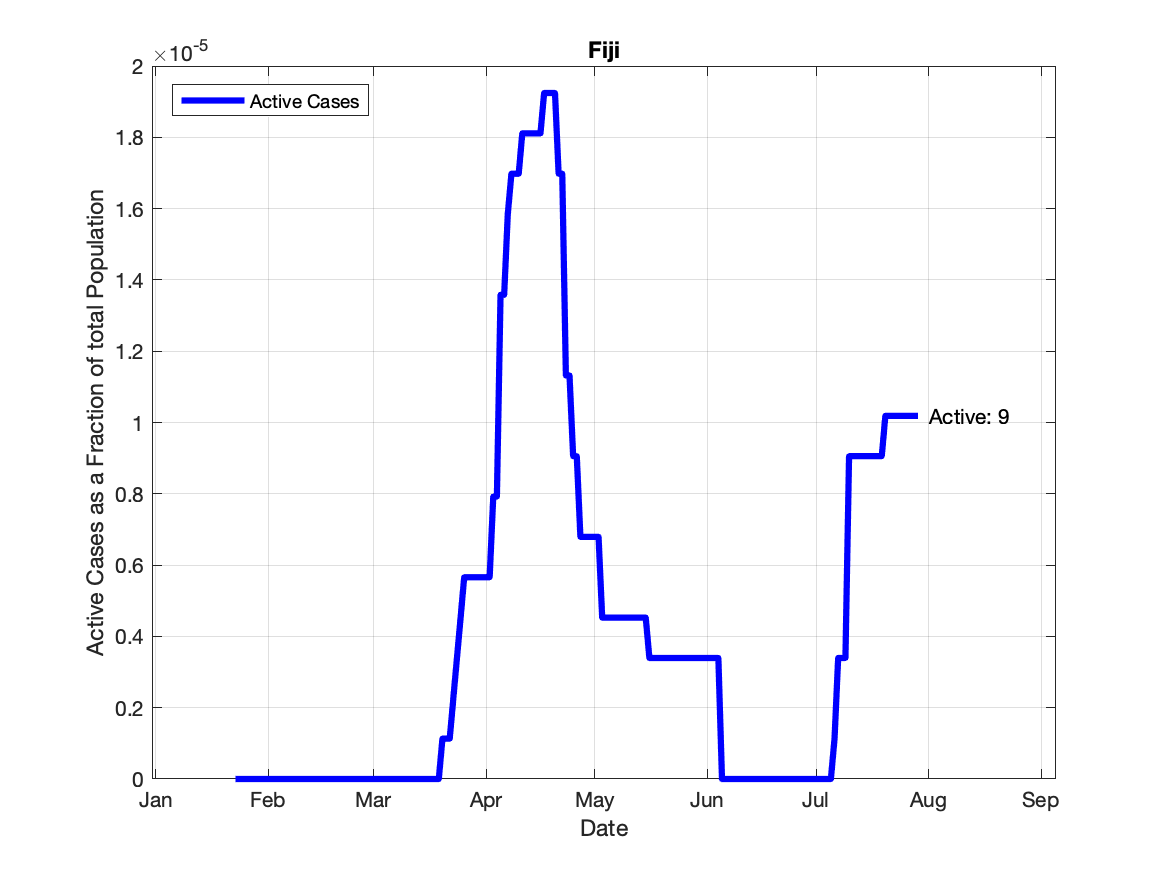 Fiji
×10-5
Active Cases
2
1.8
1.6
1.4
1.2
1
0.8
0.6
0.4
0.2
0
Active Cases as a Fraction of total Population
Active: 9
Jan Feb Mar Apr May Jun Jul Aug Sep
Date